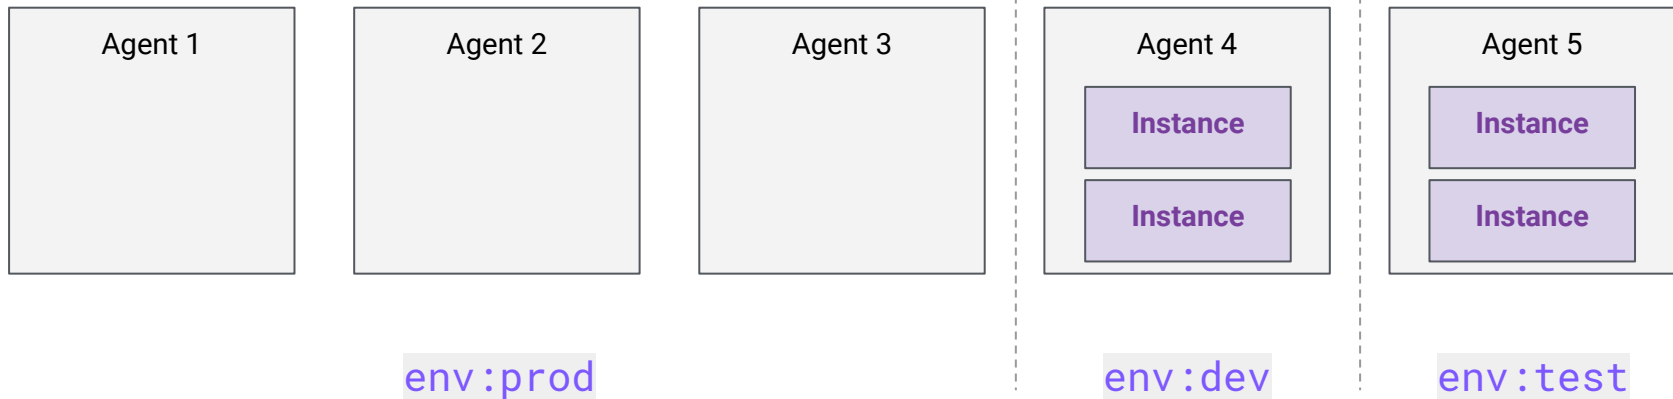 Agent 1
Agent 2
Agent 3
Agent 4
Agent 5
Instance
Instance
Instance
Instance
env:prod
env:dev
env:test